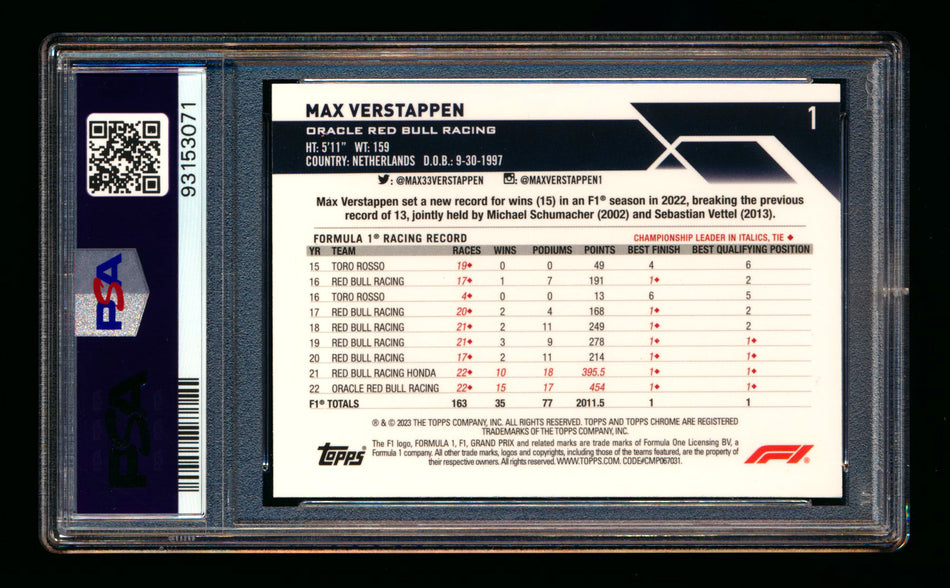 PSA
93153071
PSA
MAX VERSTAPPEN 1
ORACLE RED BULL RACING
HT: 5'11" WT: 159
COUNTRY: NETHERLANDS D.O.B.: 9-30-1997
: @MAX33VERSTAPPEN : @MAXVERSTAPPEN1
Max Verstappen set a new record for wins (15) in an F1® season in 2022, breaking the previous
record of 13, jointly held by Michael Schumacher (2002) and Sebastian Vettel (2013).
FORMULA 1® RACING RECORD CHAMPIONSHIP LEADER IN ITALICS, TIE ♦
YR TEAM RACES WINS PODIUMS POINTS BEST FINISH BEST QUALIFYING POSITION
15 TORO ROSSO 19♦ 0 0 49 4 6
16 RED BULL RACING 17♦ 1 7 191 1♦ 2
16 TORO ROSSO 4♦ 0 0 13 6 5
17 RED BULL RACING 20♦ 2 4 168 1♦ 2
18 RED BULL RACING 21♦ 2 11 249 1♦ 2
19 RED BULL RACING 21♦ 3 9 278 1♦ 1♦
20 RED BULL RACING 17♦ 2 11 214 1♦ 1♦
21 RED BULL RACING HONDA 22♦ 10 18 395.5 1♦ 1♦
22 ORACLE RED BULL RACING 22♦ 15 17 454 1♦ 1♦
F1® TOTALS 163 35 77 2011.5 1 1
® & © 2023 THE TOPPS COMPANY, INC. ALL RIGHTS RESERVED. TOPPS AND TOPPS CHROME ARE REGISTERED
TRADEMARKS OF THE TOPPS COMPANY, INC.
Topps
The F1 logo, FORMULA 1, F1, GRAND PRIX and related marks are trade marks of Formula One Licensing BV, a
Formula 1 company. All other trade marks, logos and copyrights, including those of the teams featured, are the property of
their respective owners. All rights reserved. WWW.TOPPS.COM. CODE#CMP067031.
F1